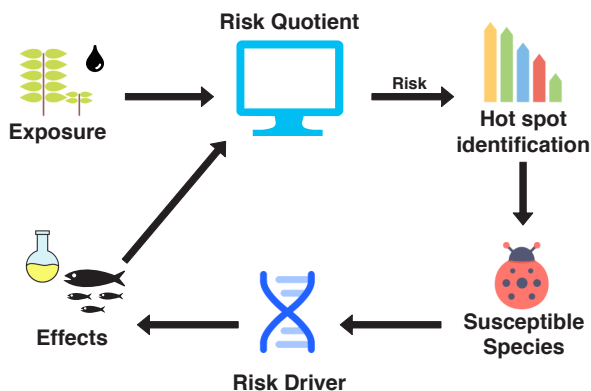 Risk Quotient
Exposure
Risk
Hot spot
identification
Effects
Susceptible
Species
Risk Driver